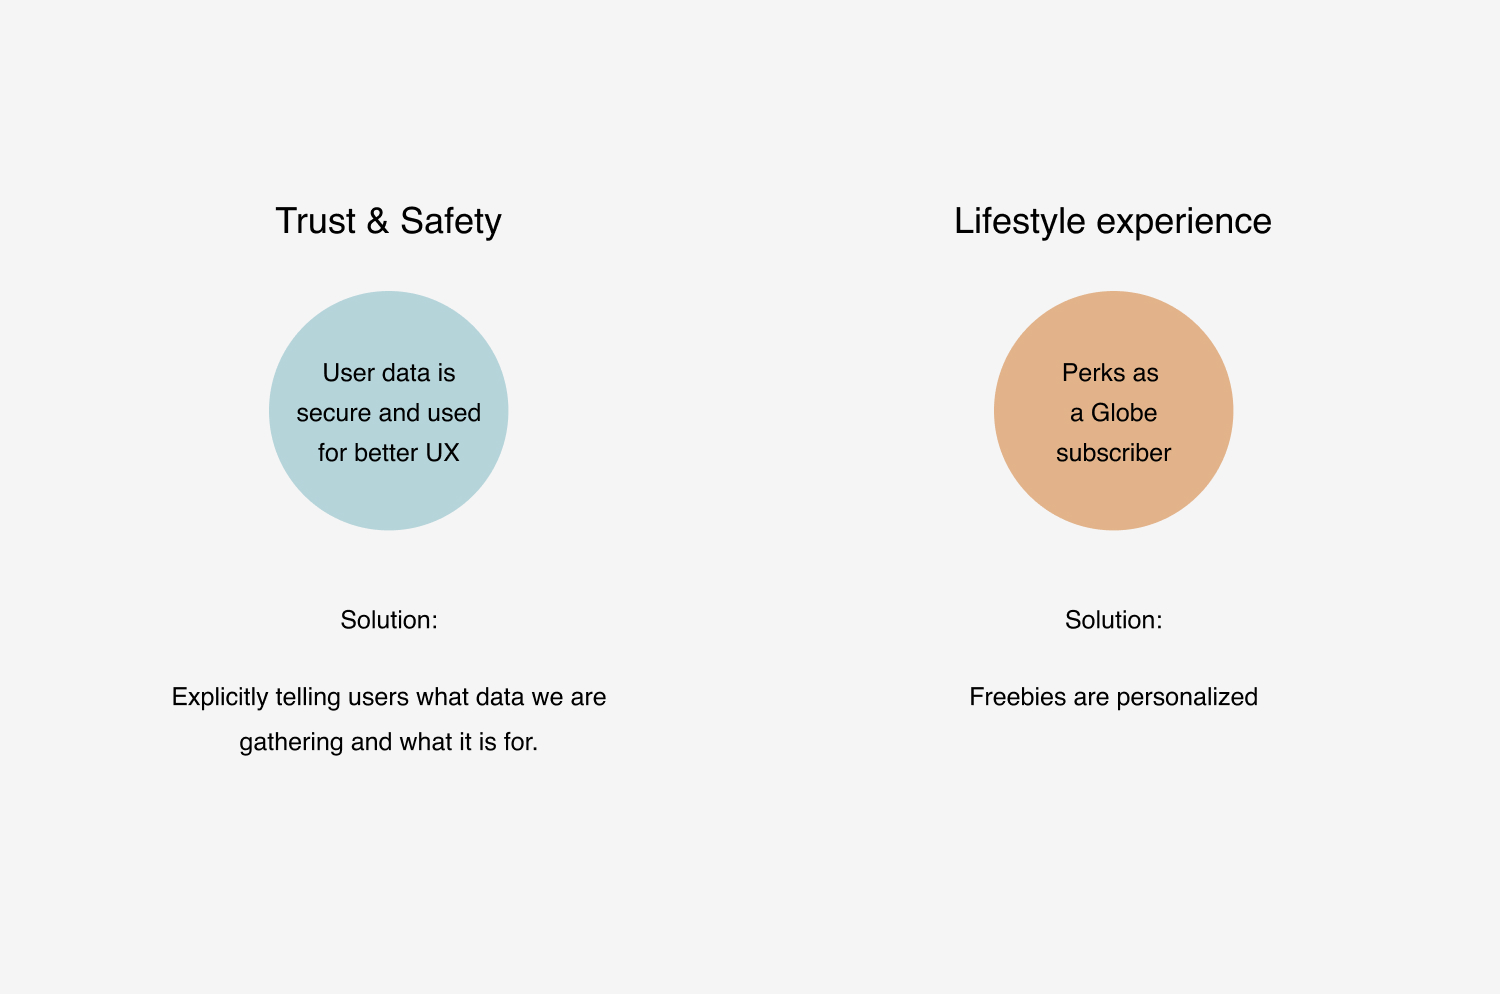 Trust & Safety
User data is
secure and used
for better UX
Solution:
Explicitly telling users what data we are
gathering and what it is for.
Lifestyle experience
Perks as
a Globe
subscriber
Solution:
Freebies are personalized